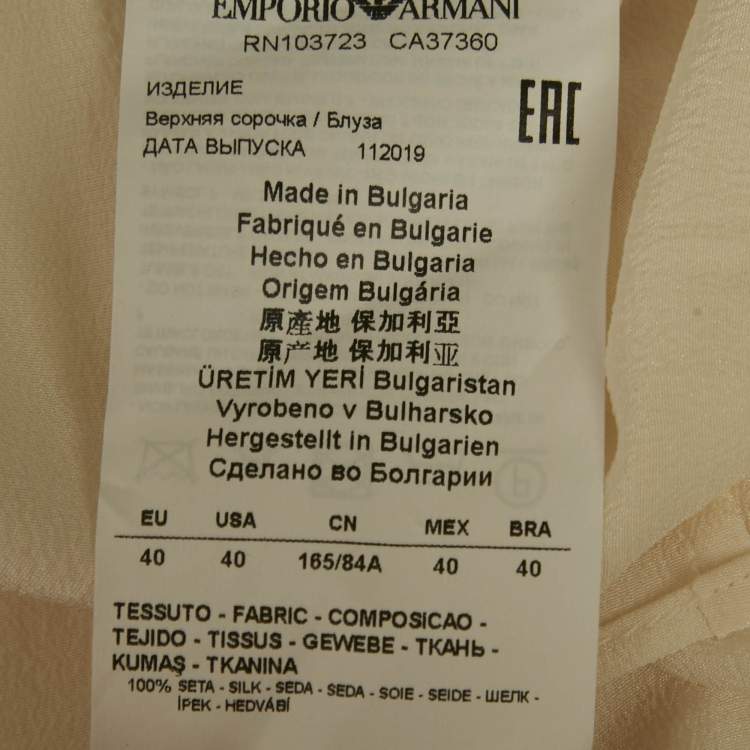 EMPORIO ARMANI
RN103723 CA37360
ИЗДЕЛИЕ
EAC
Верхняя сорочка / Блуза
ДАТА ВЫПУСКА 112019
Made in Bulgaria
Fabriqué en Bulgarie
Hecho en Bulgaria
Origem Bulgária
原產地 保加利亞
原产地 保加利亚
ÜRETİM YERİ Bulgaristan
Vyrobeno v Bulharsko
Hergestellt in Bulgarien
Сделано во Болгарии
EU USA CN MEX BRA
40 40 165/84A 40 40
TESSUTO - FABRIC - COMPOSICAO -
TEJIDO - TISSUS - GEWEBE - ТКАНЬ -
KUMAŞ - TKANINA
100% SETA - SILK - SEDA - SEDA - SOIE - SEIDE - ШЕЛК -
İPEK - HEDVÁBÍ